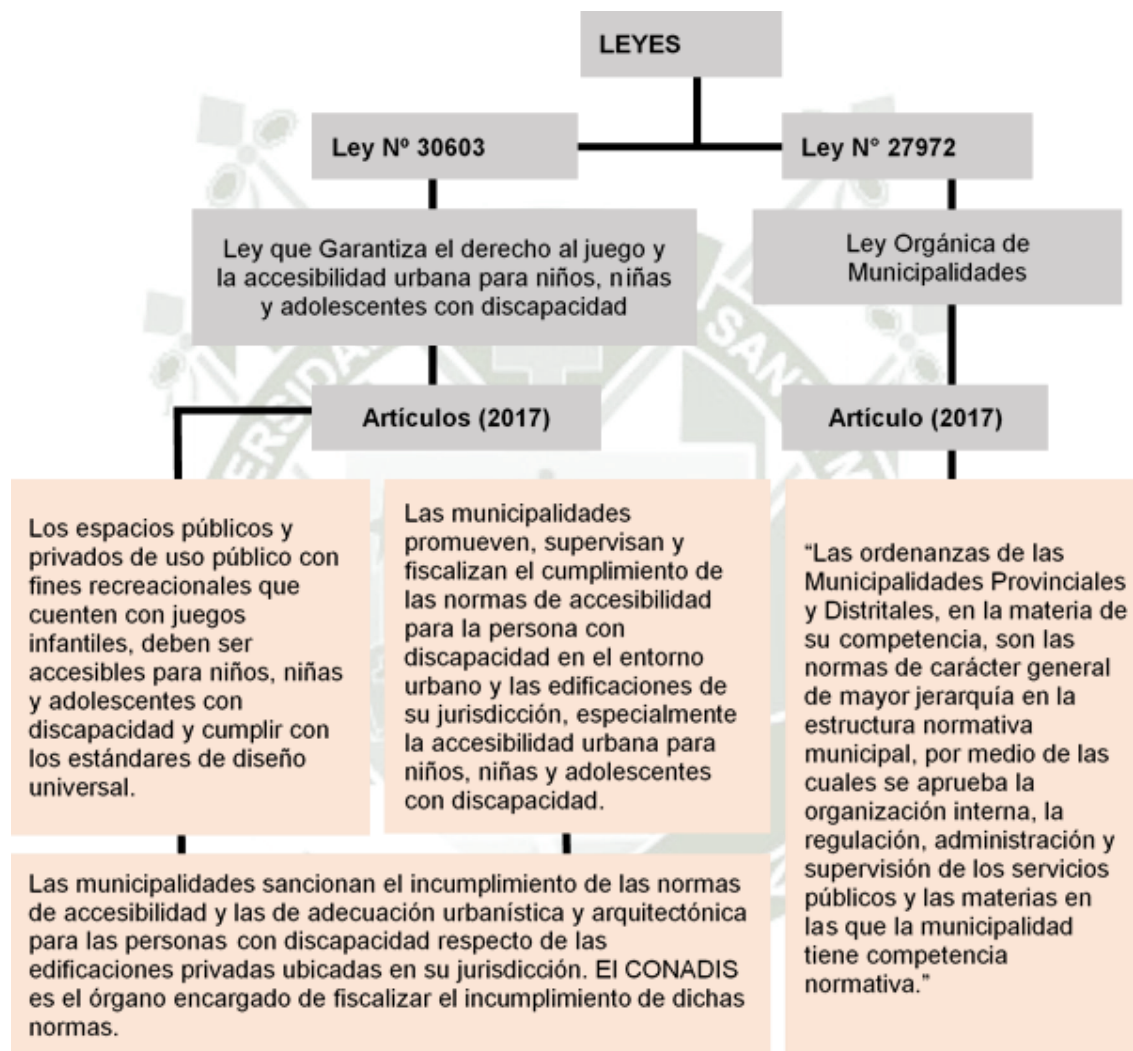 LEYES
Ley Nº 30603
Ley N° 27972
Ley que Garantiza el derecho al juego y
la accesibilidad urbana para niños, niñas
y adolescentes con discapacidad
Ley Orgánica de
Municipalidades
Artículos (2017)
Artículo (2017)
Los espacios públicos y
privados de uso público con
fines recreacionales que
cuenten con juegos
infantiles, deben ser
accesibles para niños, niñas
y adolescentes con
discapacidad y cumplir con
los estándares de diseño
universal.
Las municipalidades
promueven, supervisan y
fiscalizan el cumplimiento de
las normas de accesibilidad
para la persona con
discapacidad en el entorno
urbano y las edificaciones de
su jurisdicción, especialmente
la accesibilidad urbana para
niños, niñas y adolescentes
con discapacidad.
“Las ordenanzas de las
Municipalidades Provinciales
y Distritales, en la materia de
su competencia, son las
normas de carácter general
de mayor jerarquía en la
estructura normativa
municipal, por medio de las
cuales se aprueba la
organización interna, la
regulación, administración y
supervisión de los servicios
públicos y las materias en
las que la municipalidad
tiene competencia
normativa.”
Las municipalidades sancionan el incumplimiento de las normas
de accesibilidad y las de adecuación urbanística y arquitectónica
para las personas con discapacidad respecto de las
edificaciones privadas ubicadas en su jurisdicción. El CONADIS
es el órgano encargado de fiscalizar el incumplimiento de dichas
normas.